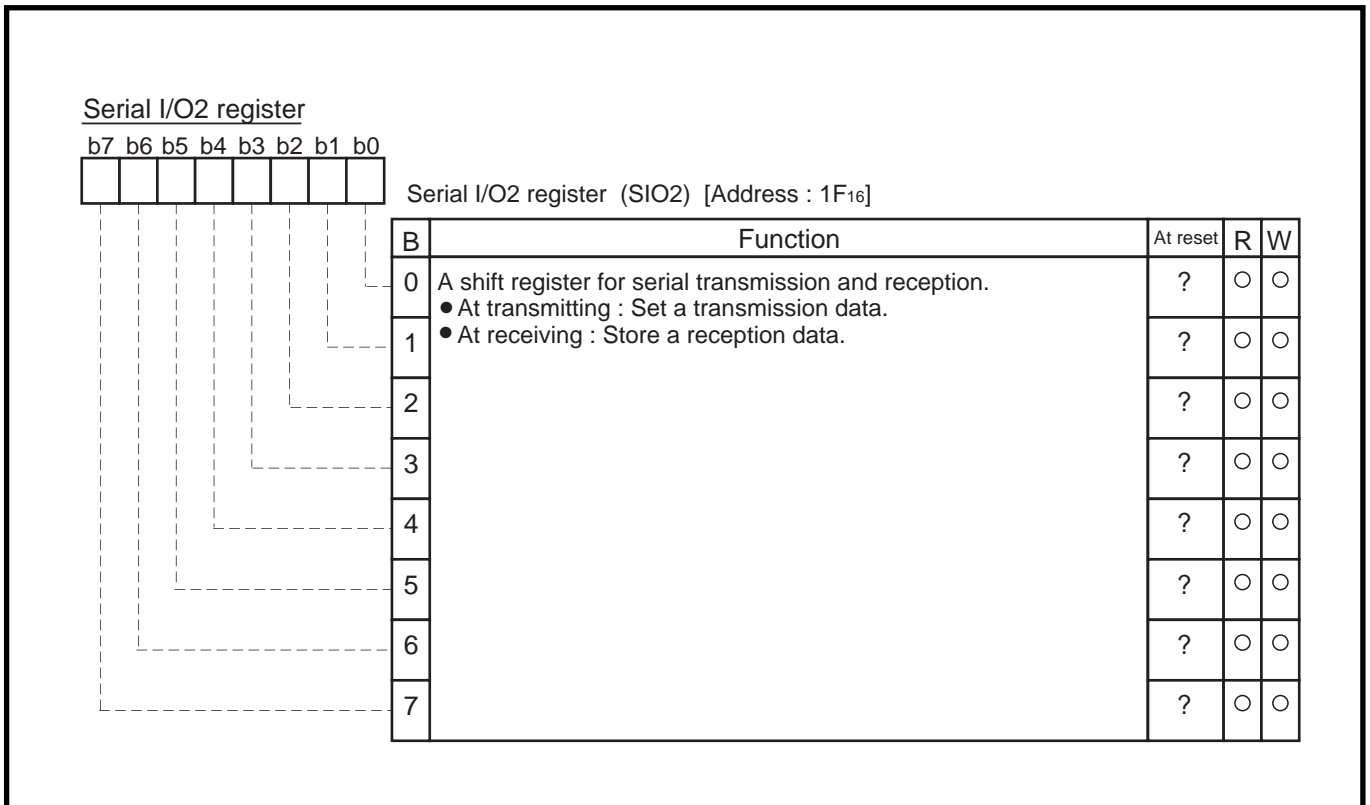 Serial I/O2 register
b7 b6 b5 b4 b3 b2 b1 b0
Serial I/O2 register (SIO2) [Address : 1F16]
B Function At reset R W
0 A shift register for serial transmission and reception. ? ○ ○
● At transmitting : Set a transmission data.
● At receiving : Store a reception data.
1 ? ○ ○
2 ? ○ ○
3 ? ○ ○
4 ? ○ ○
5 ? ○ ○
6 ? ○ ○
7 ? ○ ○